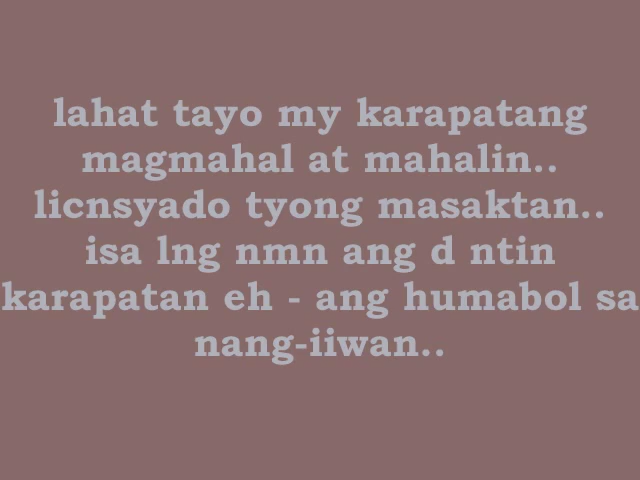 lahat tayo my karapatang
magmahal at mahalin..
licnsyado tyong masaktan..
isa lng nmn ang d ntin
karapatan eh - ang humabol sa
nang-iiwan..